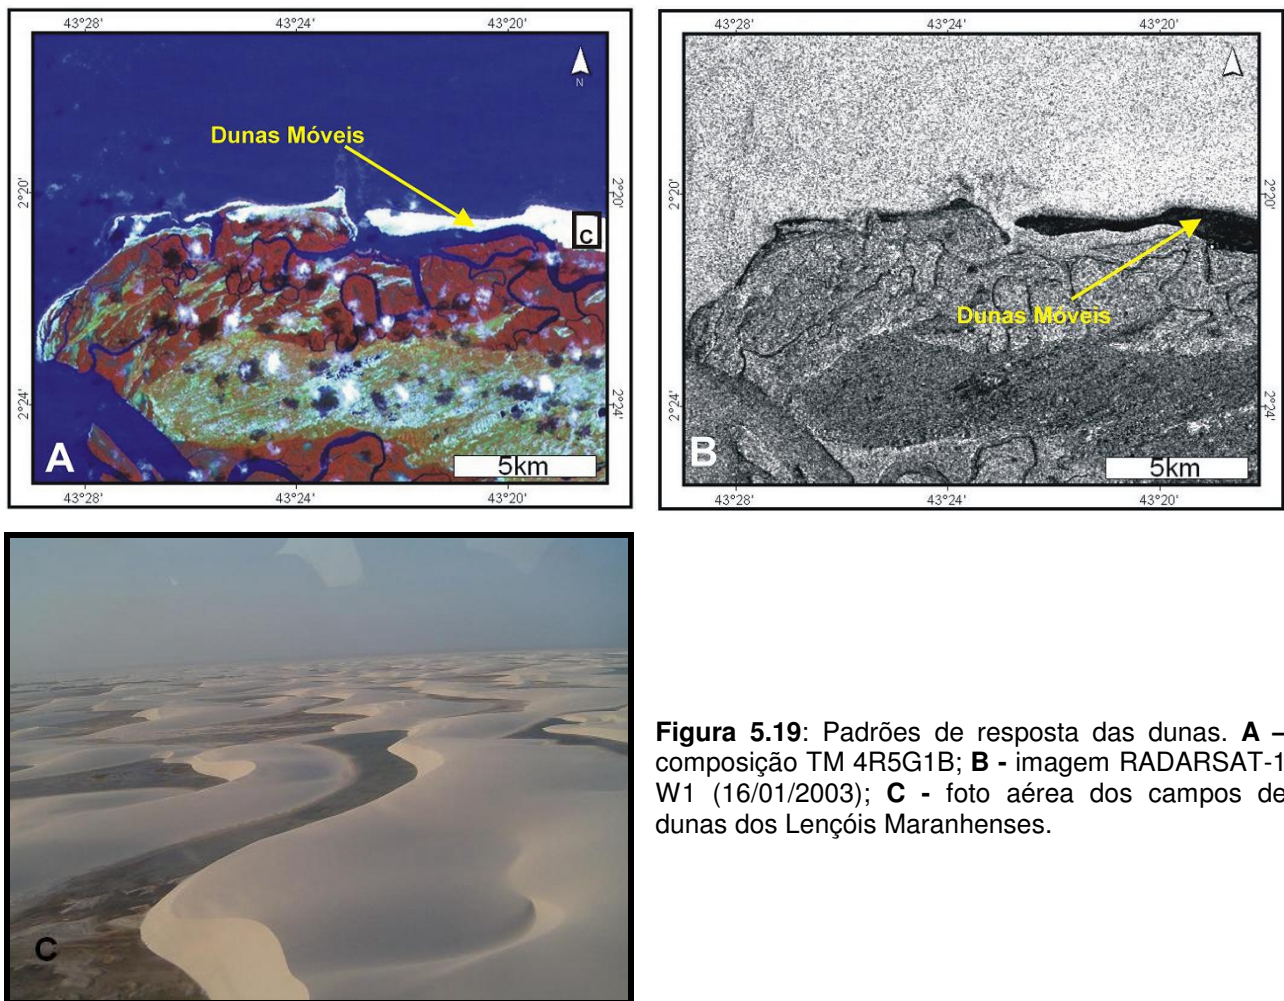 43°28' 43°24' 43°20'
N
Dunas Móveis
2°20' 2°20'
C
2°24' 2°24'
A
5km
43°28' 43°24' 43°20'
43°28' 43°24' 43°20'
2°20' 2°20'
Dunas Móveis
2°24' 2°24'
B
5km
43°28' 43°24' 43°20'
C
Figura 5.19: Padrões de resposta das dunas. A –
composição TM 4R5G1B; B - imagem RADARSAT-1
W1 (16/01/2003); C - foto aérea dos campos de
dunas dos Lençóis Maranhenses.